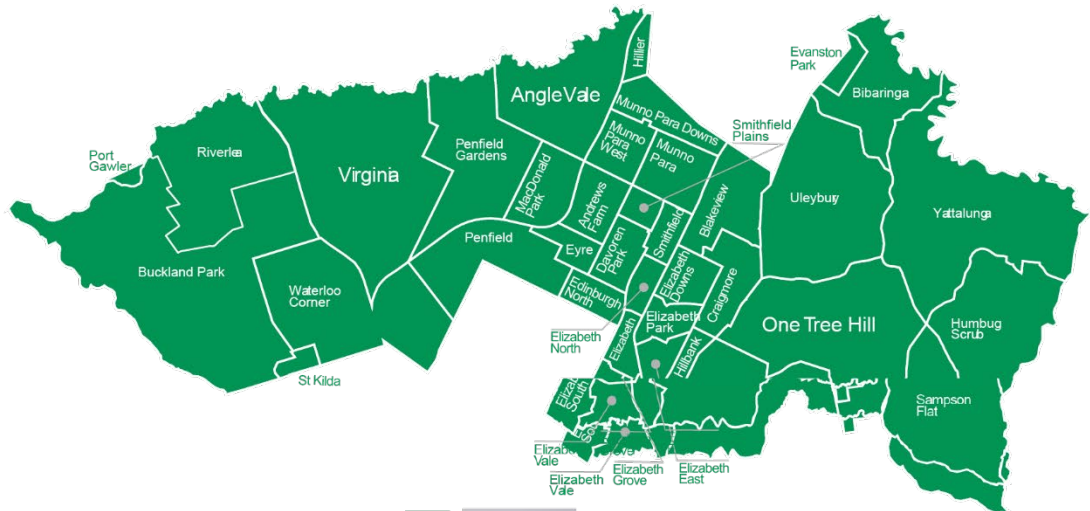 Hillier
Evanston
Park
Bibaringa
Angle Vale
Munno Para Downs
Smithfield
Plains
Munno
Para
West
Munno
Para
Port
Gawler
Riverlea
Penfield
Gardens
Virginia
MacDonald
Park
Andrews
Farm
Blakeview
Uleybury
Yattalunga
Smithfield
Penfield
Eyre
Davoren
Park
Buckland Park
Elizabeth
Downs
Waterloo
Corner
Edinburgh
North
Craigmore
Elizabeth
Park
One Tree Hill
Humbug
Scrub
Elizabeth
North
Elizabeth
Hillbank
St Kilda
South
Sampson
Flat
Vale
Elizabeth
Vale
Elizabeth
Grove
Elizabeth
East